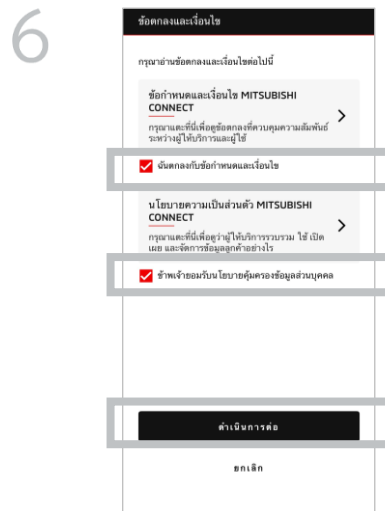 6
ข้อตกลงและเงื่อนไข
กรุณาอ่านข้อตกลงและเงื่อนไขต่อไปนี้
ข้อกำหนดและเงื่อนไข MITSUBISHI
CONNECT
กรุณาแตะที่นี่เพื่อดูข้อตกลงที่ควบคุมความสัมพันธ์
ระหว่างผู้ให้บริการและผู้ใช้
ฉันตกลงกับข้อกำหนดและเงื่อนไข
นโยบายความเป็นส่วนตัว MITSUBISHI
CONNECT
กรุณาแตะที่นี่เพื่อดูว่าผู้ให้บริการรวบรวม ใช้ เปิด
เผย และจัดการข้อมูลลูกค้าอย่างไร
ข้าพเจ้ายอมรับนโยบายคุ้มครองข้อมูลส่วนบุคคล
ดำเนินการต่อ
ยกเลิก